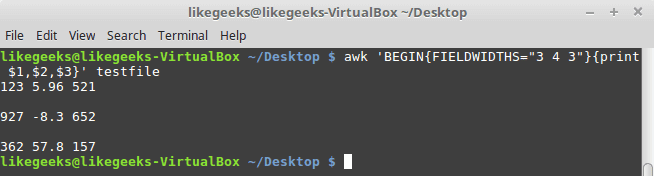 likegeeks@likegeeks-VirtualBox ~/Desktop
File Edit View Search Terminal Help
likegeeks@likegeeks-VirtualBox ~/Desktop $ awk 'BEGIN{FIELDWIDTHS="3 4 3"}{print
$1,$2,$3}' testfile
123 5.96 521
927 -8.3 652
362 57.8 157
likegeeks@likegeeks-VirtualBox ~/Desktop $